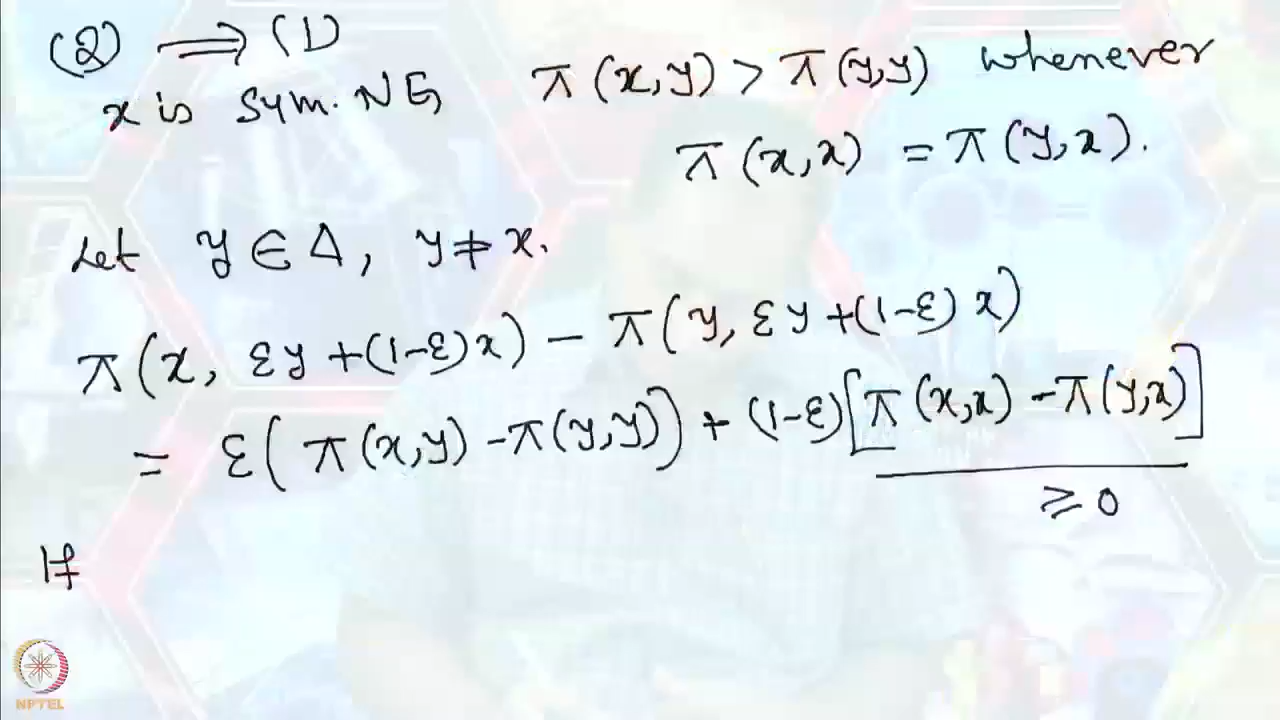 (2) ⟹ (1)
x is sym. NE, π(x,y) > π(y,y) whenever
π(x,x) = π(y,x).
Let y ∈ Δ, y ≠ x.
π(x, εy + (1-ε)x) - π(y, εy + (1-ε)x)
= ε(π(x,y) - π(y,y)) + (1-ε)[π(x,x) - π(y,x)]
≥ 0
If
NPTEL